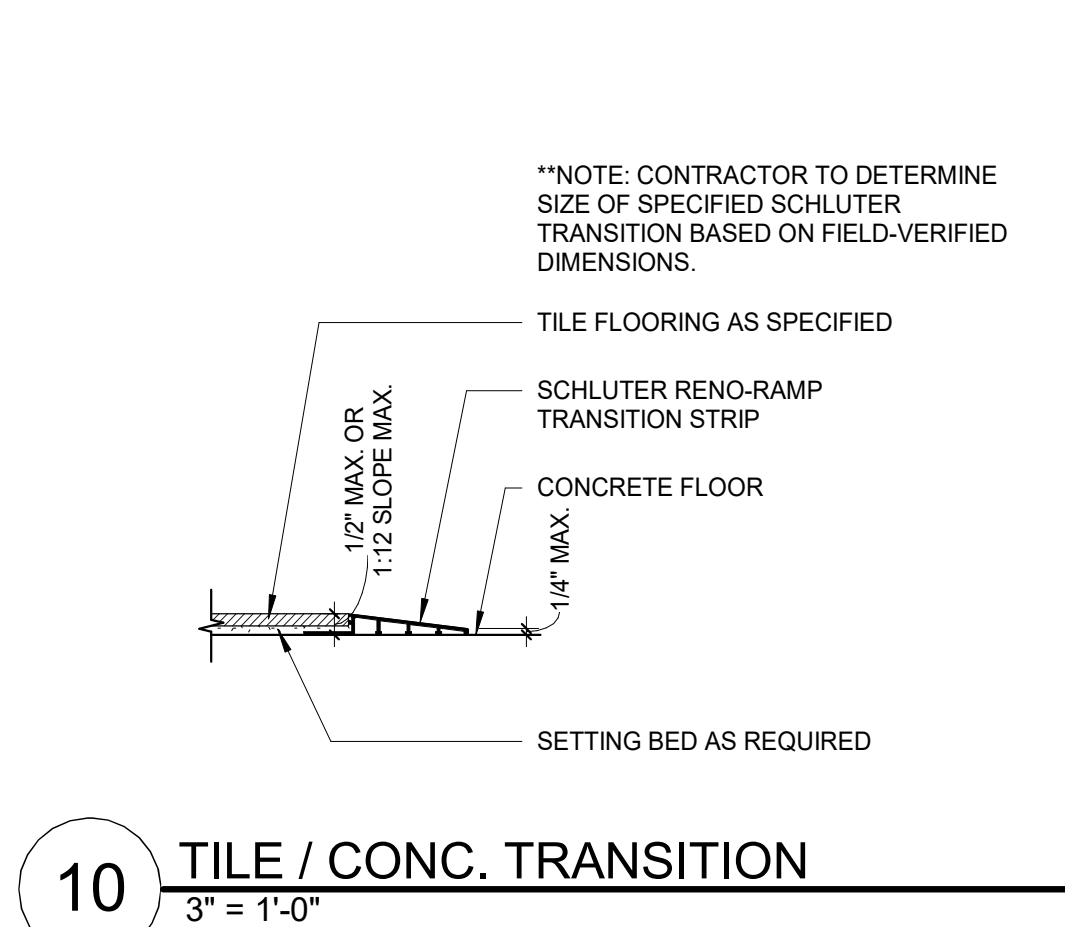 **NOTE: CONTRACTOR TO DETERMINE
SIZE OF SPECIFIED SCHLUTER
TRANSITION BASED ON FIELD-VERIFIED
DIMENSIONS.
TILE FLOORING AS SPECIFIED
SCHLUTER RENO-RAMP
TRANSITION STRIP
1/2" MAX. OR
1:12 SLOPE MAX.
CONCRETE FLOOR
1/4" MAX.
SETTING BED AS REQUIRED
10
TILE / CONC. TRANSITION
3" = 1'-0"